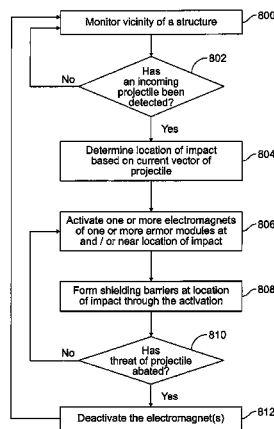 Monitor vicinity of a structure
800
802
Has
an incoming
projectile been
detected?
No
Yes
Determine location of impact
based on current vector of
projectile
804
Activate one or more electromagnets
of one or more armor modules at
and / or near location of impact
806
Form shielding barriers at location
of impact through the activation
808
810
Has
threat of projectile
abated?
No
Yes
Deactivate the electromagnet(s)
812